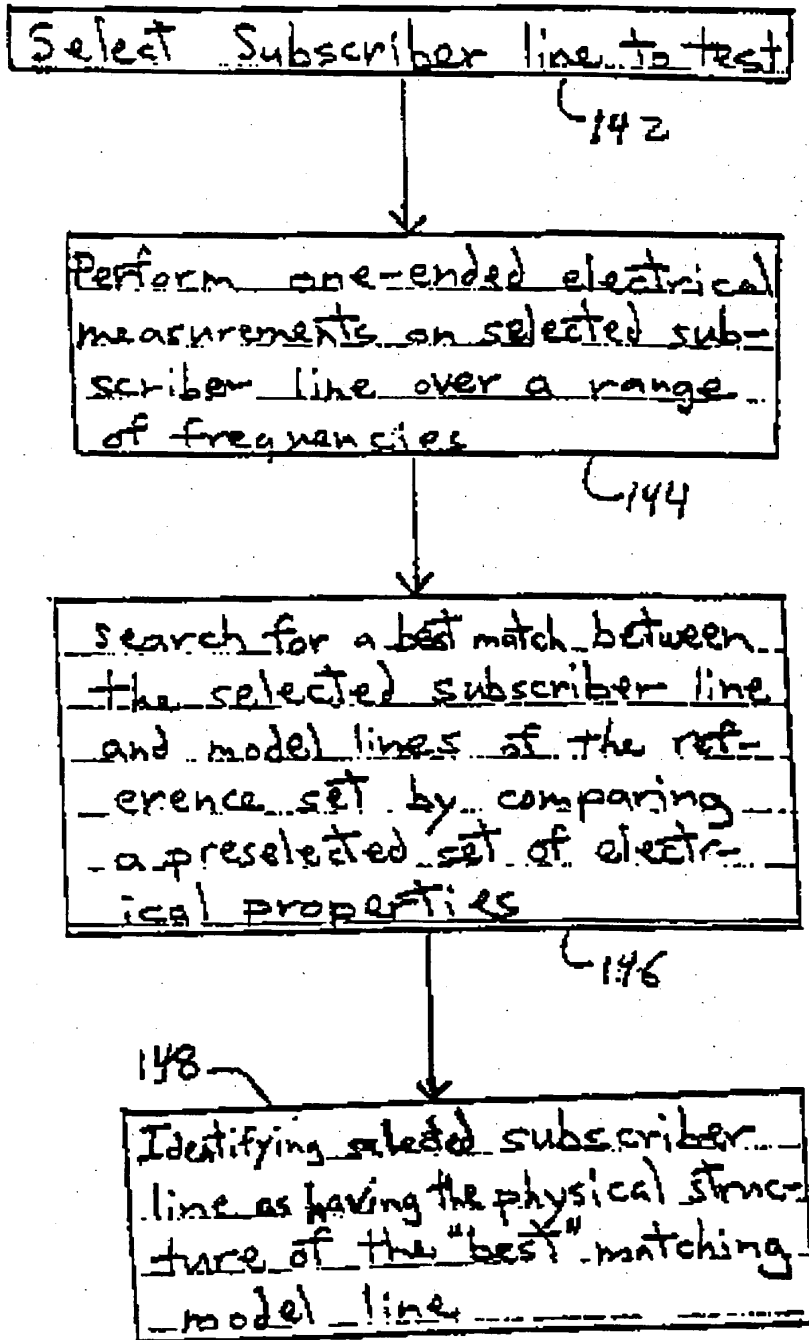 Select Subscriber line to test
142
Perform one-ended electrical
measurements on selected sub-
scriber line over a range
of frequencies
144
search for a best match between
the selected subscriber line
and model lines of the ref-
erence set by comparing
a preselected set of electr-
ical properties
146
148
Identifying selected subscriber
line as having the physical struc-
ture of the "best" matching
model line